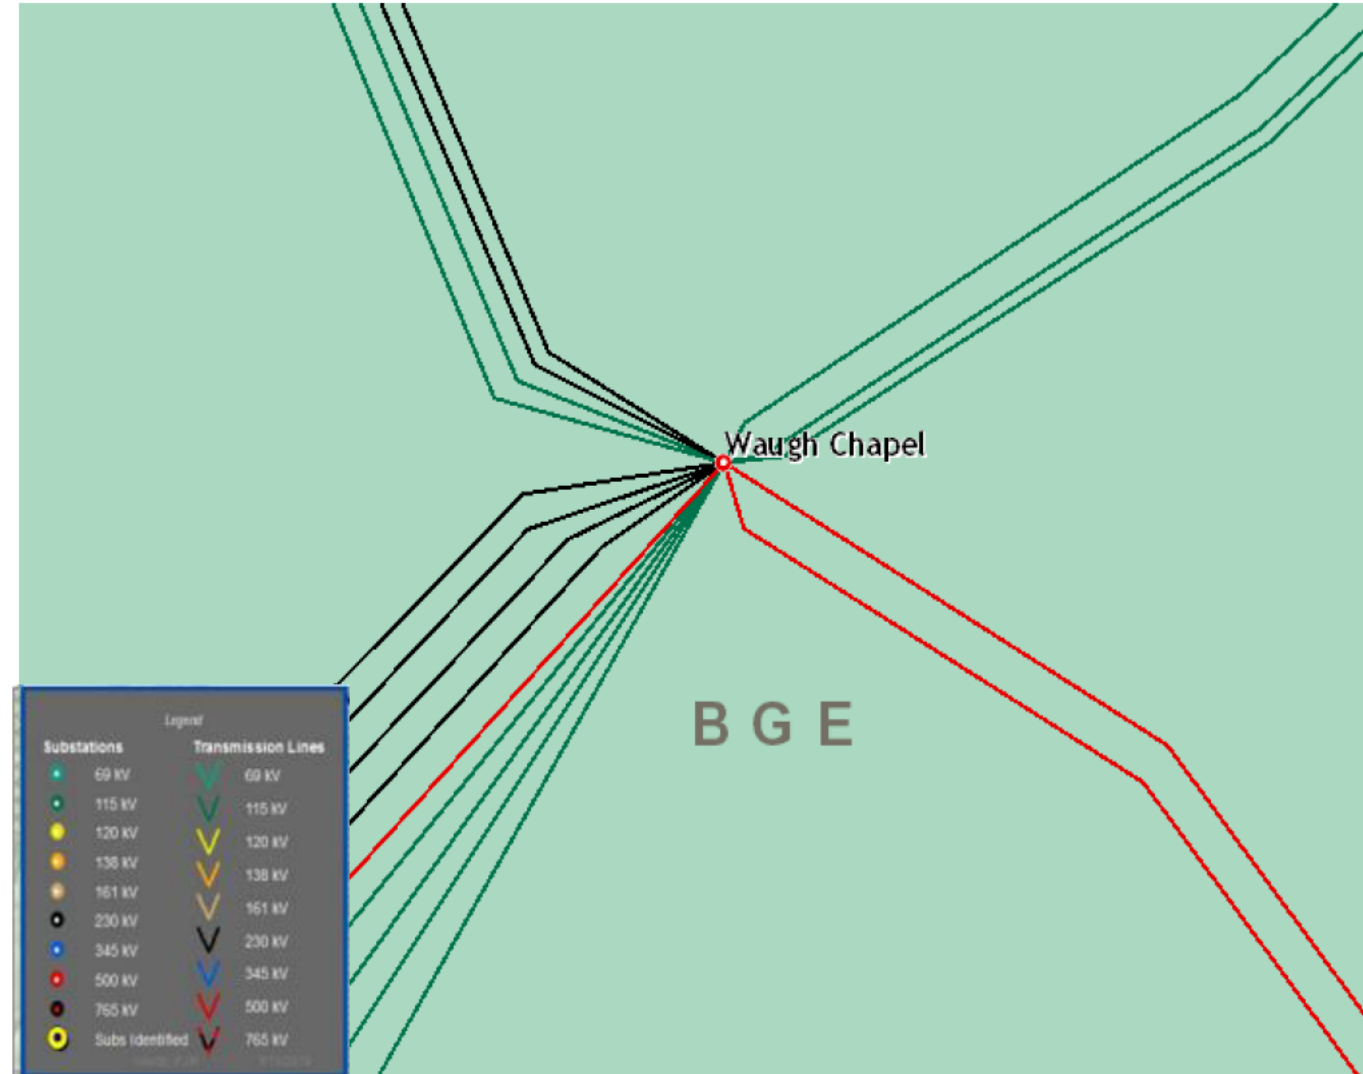 Waugh Chapel
B G E
Legend
Substations Transmission Lines
69 kV 69 kV
115 kV 115 kV
120 kV 120 kV
138 kV 138 kV
161 kV 161 kV
230 kV 230 kV
345 kV 345 kV
500 kV 500 kV
765 kV 765 kV
Subs Identified